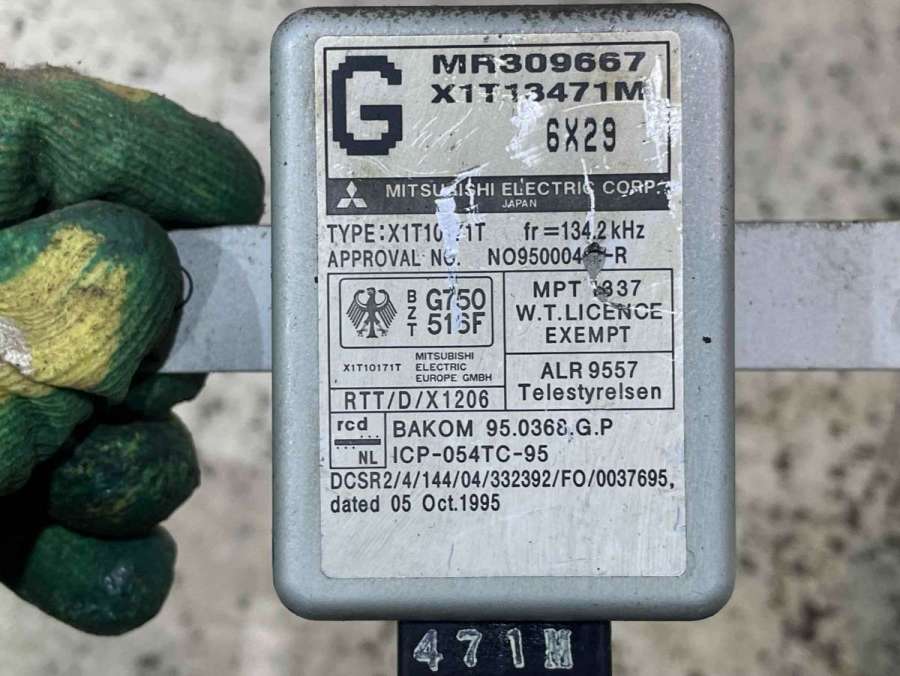 G
MR309667
X1T13471M
6X29
MITSUBISHI ELECTRIC CORP.
JAPAN
TYPE:X1T10171T fr=134.2kHz
APPROVAL NO.
BZT
G750
516F
X1T10171T
MITSUBISHI
ELECTRIC
EUROPE GMBH
RTT/D/X1206
MPT 1337
W.T.LICENCE
EXEMPT
ALR 9557
Telestyrelsen
rcd
NL
BAKOM 95.0368.G.P
ICP-054TC-95
DCSR2/4/144/04/332392/FO/0037695,
dated 05 Oct.1995
471M